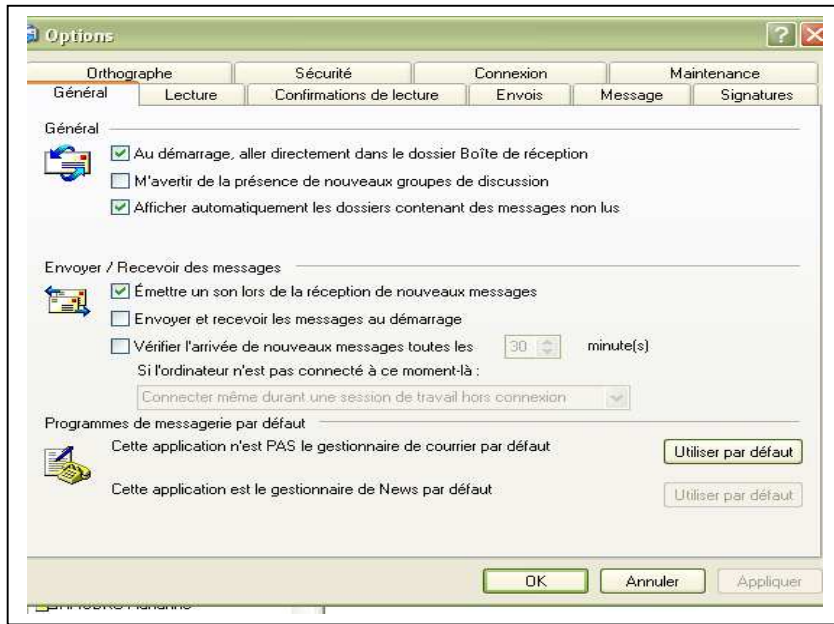 Options
Orthographe Sécurité Connexion Maintenance
Général Lecture Confirmations de lecture Envois Message Signatures
Général
Au démarrage, aller directement dans le dossier Boîte de réception
M'avertir de la présence de nouveaux groupes de discussion
Afficher automatiquement les dossiers contenant des messages non lus
Envoyer / Recevoir des messages
Émettre un son lors de la réception de nouveaux messages
Envoyer et recevoir les messages au démarrage
Vérifier l'arrivée de nouveaux messages toutes les 30 minute(s)
Si l'ordinateur n'est pas connecté à ce moment-là :
Connecter même durant une session de travail hors connexion
Programmes de messagerie par défaut
Cette application n'est PAS le gestionnaire de courrier par défaut Utiliser par défaut
Cette application est le gestionnaire de News par défaut Utiliser par défaut
OK Annuler Appliquer